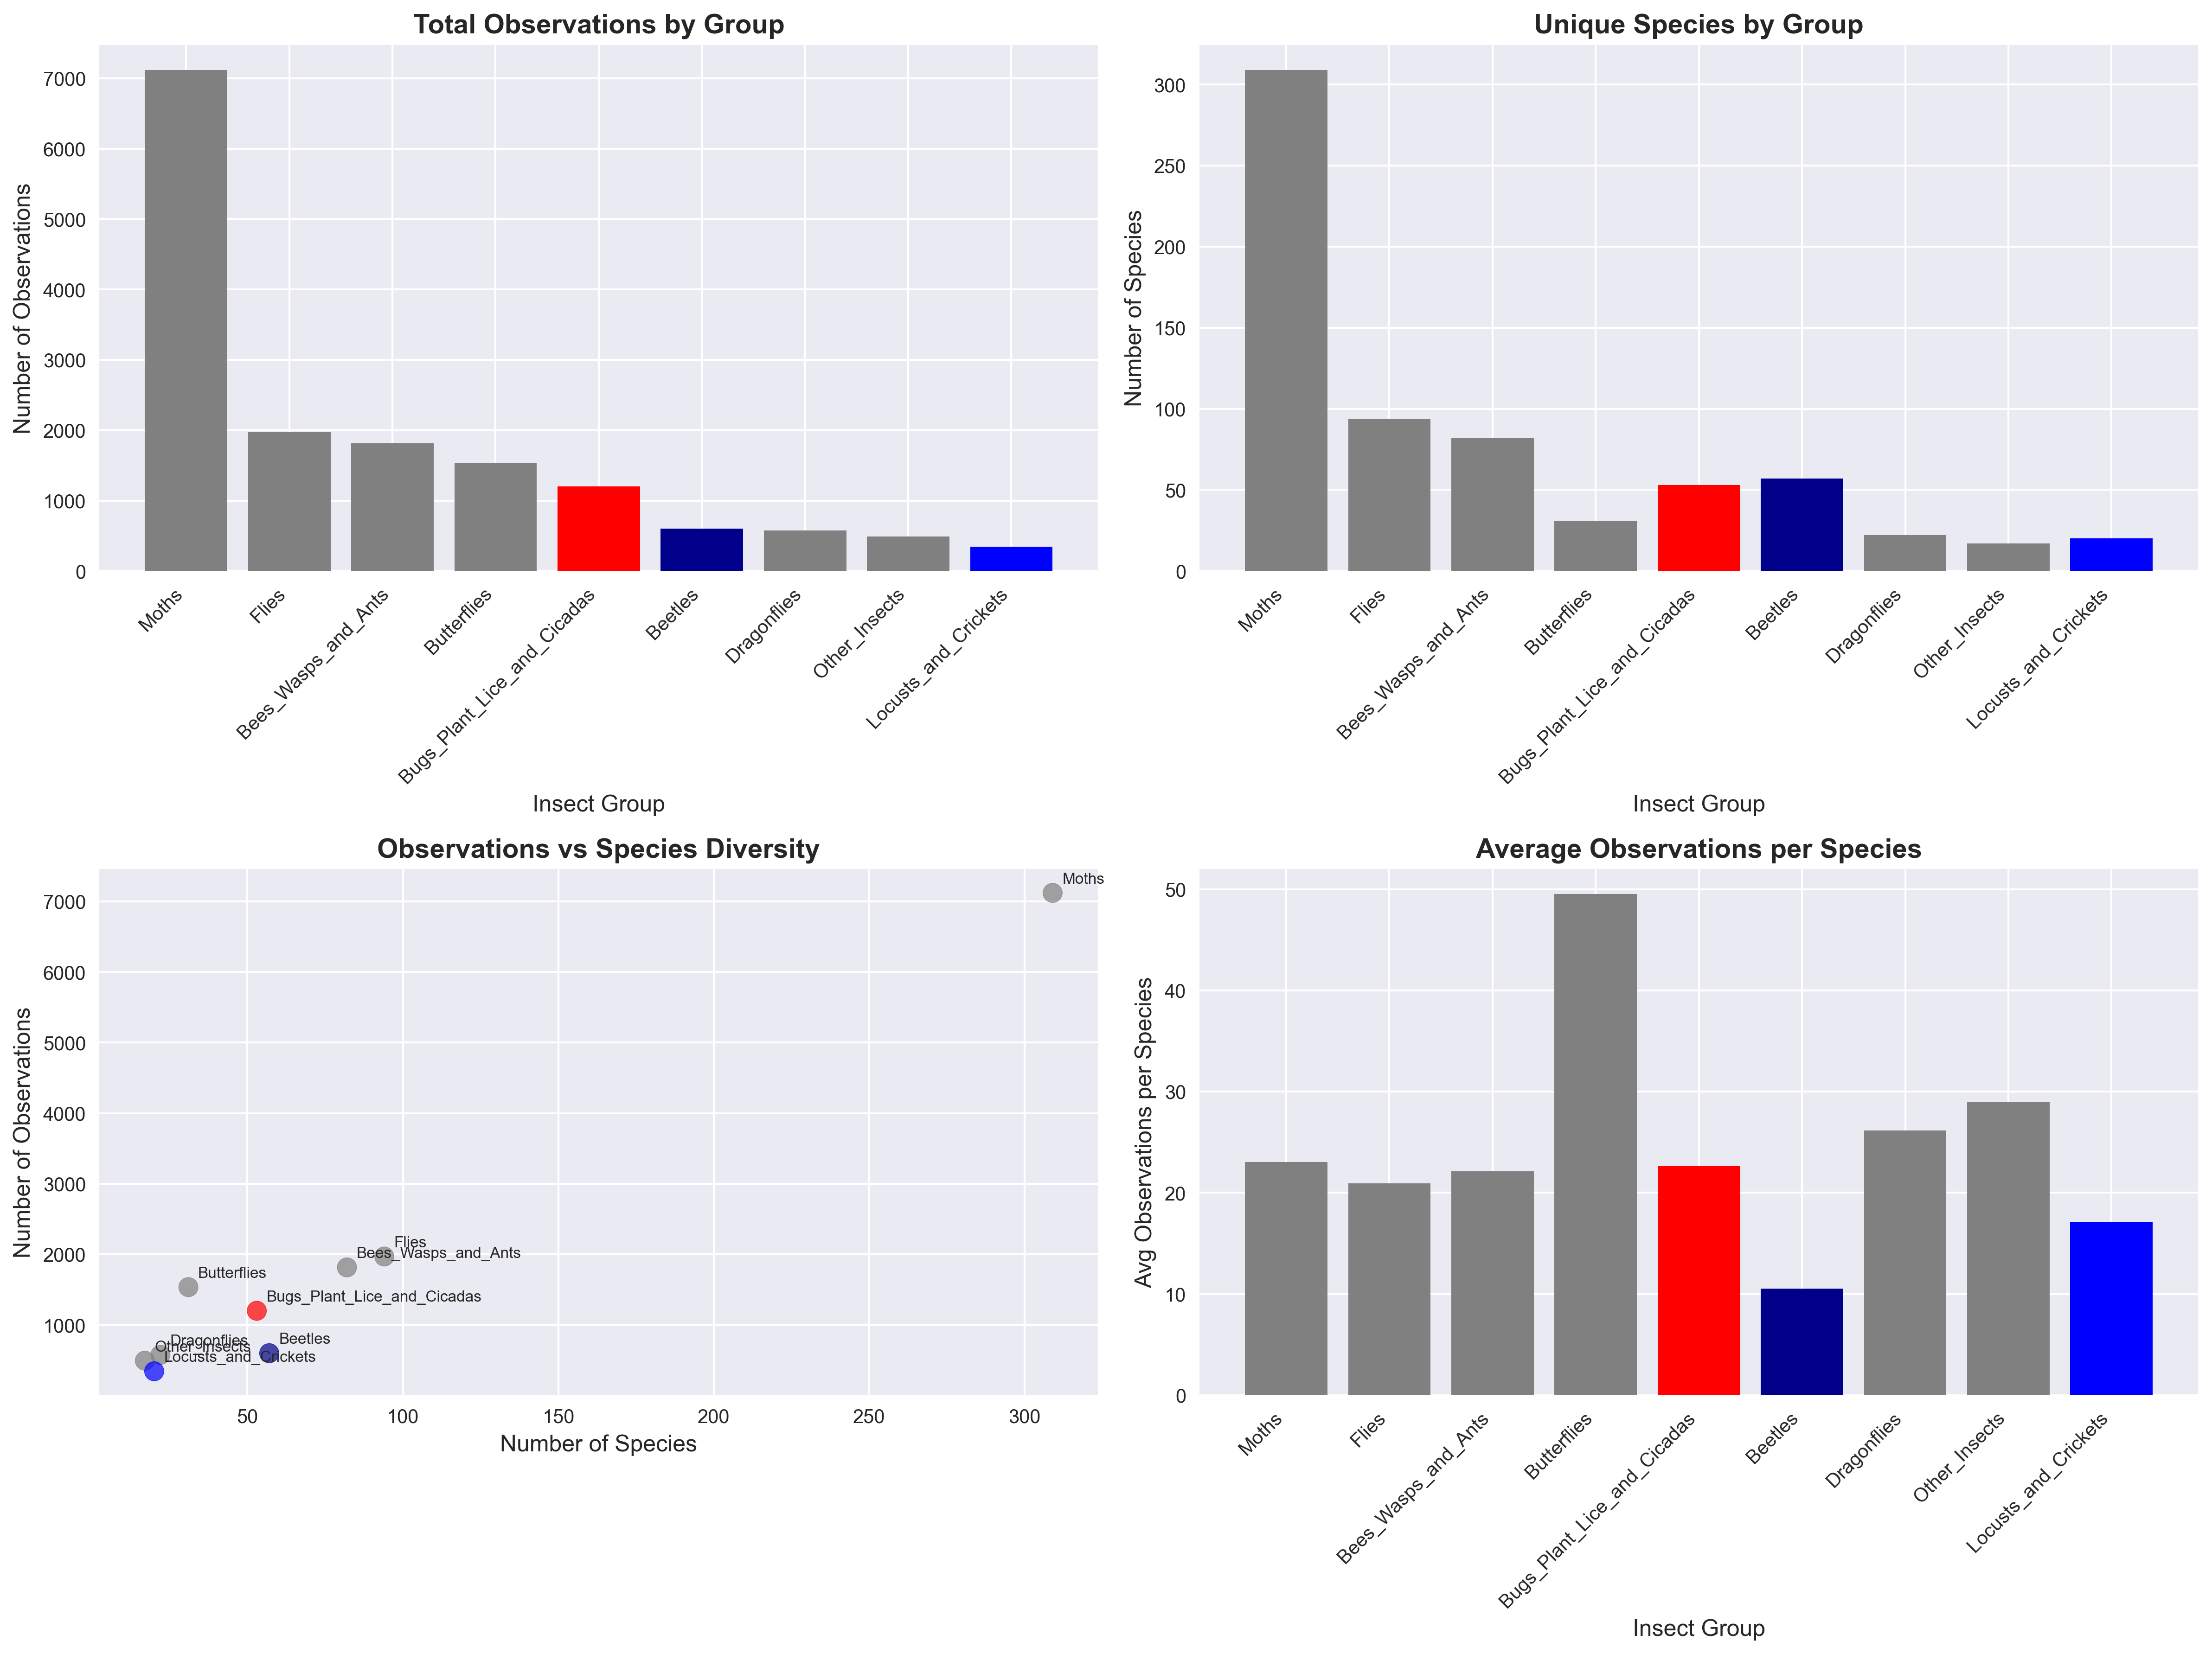 Total Observations by Group
Number of Observations
7000
6000
5000
4000
3000
2000
1000
0
Moths
Flies
Bees_Wasps_and_Ants
Butterflies
Bugs_Plant_Lice_and_Cicadas
Beetles
Dragonflies
Other_Insects
Locusts_and_Crickets
Insect Group
Unique Species by Group
Number of Species
300
250
200
150
100
50
0
Moths
Flies
Bees_Wasps_and_Ants
Butterflies
Bugs_Plant_Lice_and_Cicadas
Beetles
Dragonflies
Other_Insects
Locusts_and_Crickets
Insect Group
Observations vs Species Diversity
Number of Observations
7000
6000
5000
4000
3000
2000
1000
Moths
Flies
Bees_Wasps_and_Ants
Butterflies
Bugs_Plant_Lice_and_Cicadas
Dragonflies
Beetles
Other_Insects
Locusts_and_Crickets
50
100
150
200
250
300
Number of Species
Average Observations per Species
Avg Observations per Species
50
40
30
20
10
0
Moths
Flies
Bees_Wasps_and_Ants
Butterflies
Bugs_Plant_Lice_and_Cicadas
Beetles
Dragonflies
Other_Insects
Locusts_and_Crickets
Insect Group